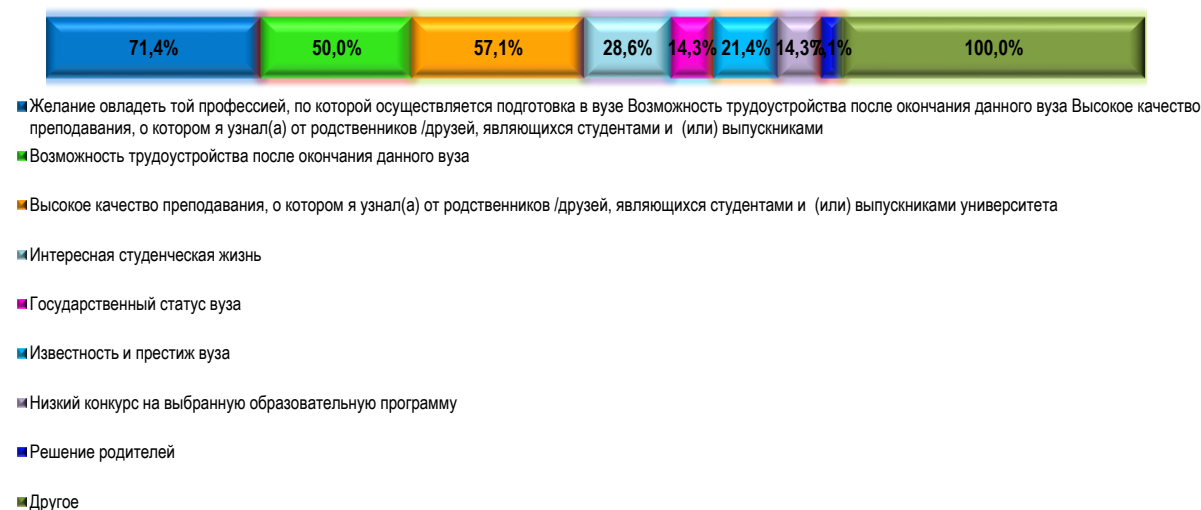 71,4% 50,0% 57,1% 28,6% 14,3% 21,4% 14,3% 7,1% 100,0%
Желание овладеть той профессией, по которой осуществляется подготовка в вузе Возможность трудоустройства после окончания данного вуза Высокое качество
преподавания, о котором я узнал(а) от родственников /друзей, являющихся студентами и (или) выпускниками
Возможность трудоустройства после окончания данного вуза
Высокое качество преподавания, о котором я узнал(а) от родственников /друзей, являющихся студентами и (или) выпускниками университета
Интересная студенческая жизнь
Государственный статус вуза
Известность и престиж вуза
Низкий конкурс на выбранную образовательную программу
Решение родителей
Другое